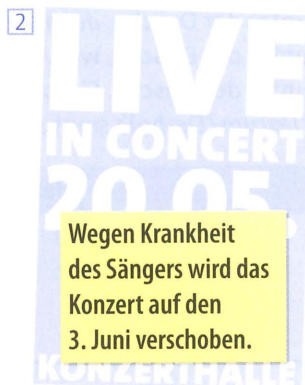 2
LIVE
IN CONCERT
20.05.
Wegen Krankheit
des Sängers wird das
Konzert auf den
3. Juni verschoben.
KONZERTHALLE